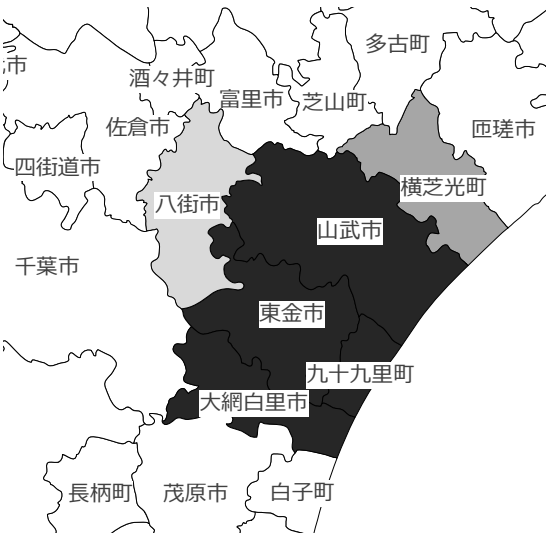 多古町
市
酒々井町
富里市
芝山町
佐倉市
匝瑳市
四街道市
横芝光町
八街市
山武市
千葉市
東金市
九十九里町
大網白里市
長柄町
茂原市
白子町